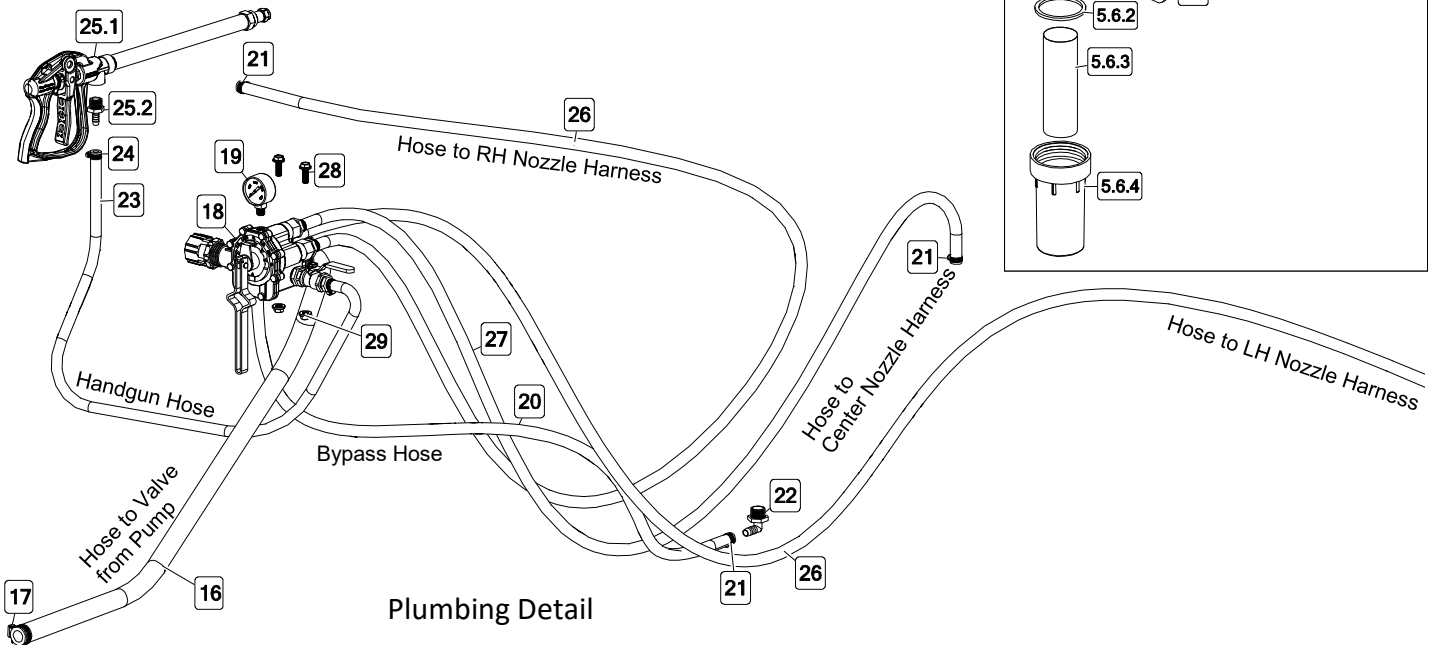 25.1
21
5.6.2
5.6.3
25.2
26
24
19
28
Hose to RH Nozzle Harness
5.6.4
23
18
21
29
27
Hose to
Center Nozzle Harness
Hose to LH Nozzle Harness
Handgun Hose
20
Bypass Hose
22
Hose to Valve
from Pump
21
26
16
17
Plumbing Detail